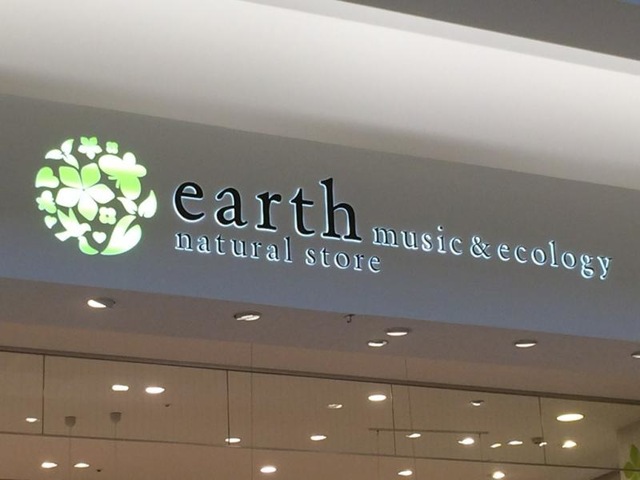 earth music & ecology
natural store